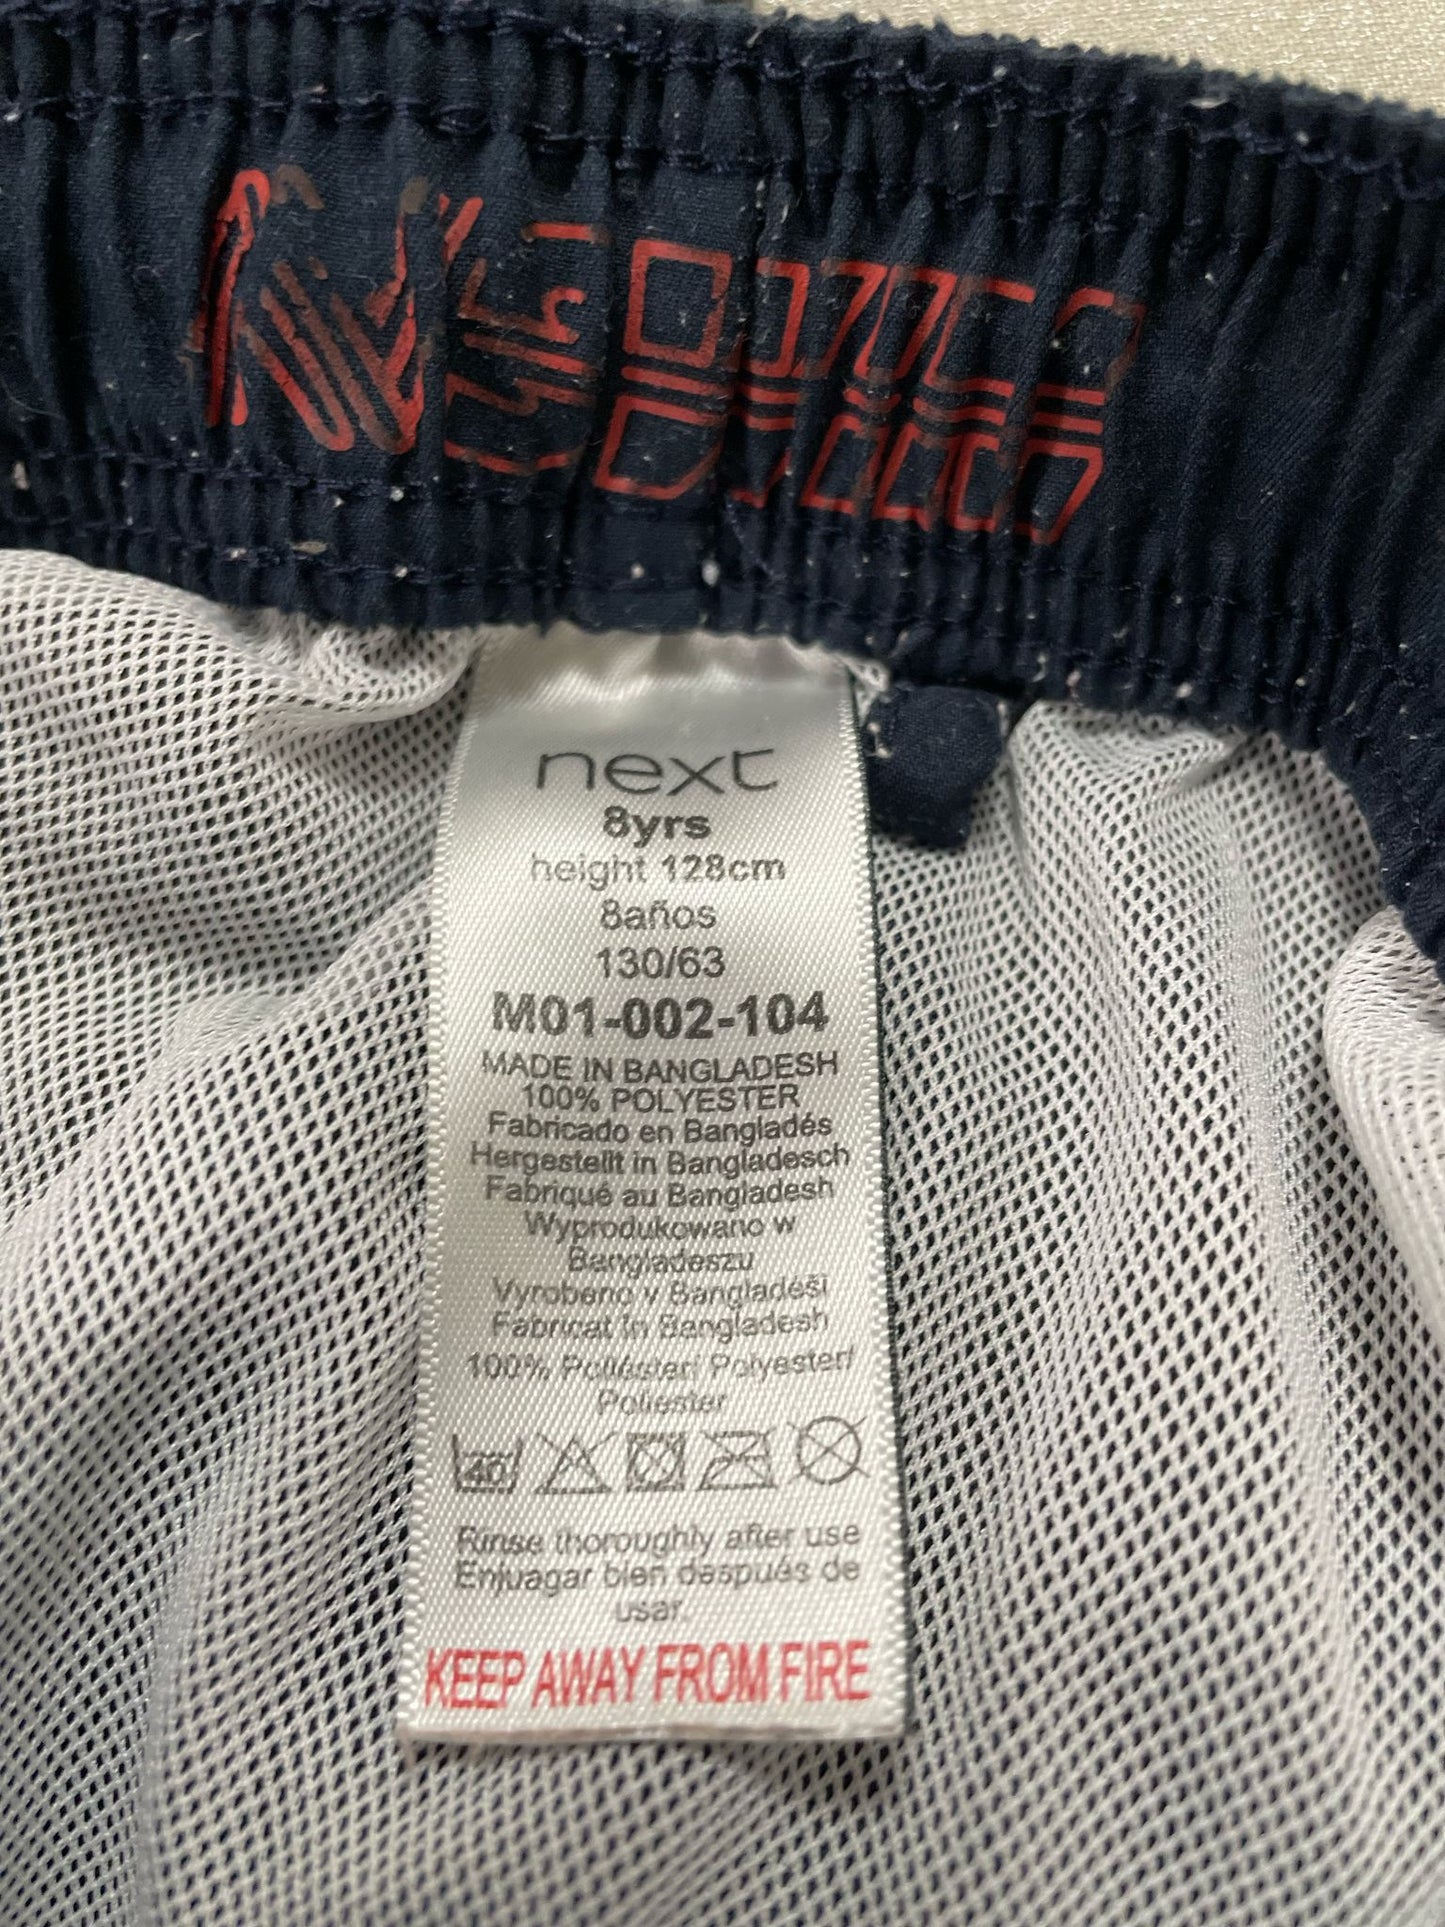 next
8yrs
height 128cm
8años
130/63
M01-002-104
MADE IN BANGLADESH
100% POLYESTER
Fabricado en Bangladés
Hergestellt in Bangladesch
Fabriqué au Bangladesh
Wyprodukowano w
Bangladeszu
Vyrobeno v Bangladéši
Fabricat în Bangladesh
100% Poliéster/ Polyester/
Poliester
40
Rinse thoroughly after use
Enjuagar bien después de
usar.
KEEP AWAY FROM FIRE